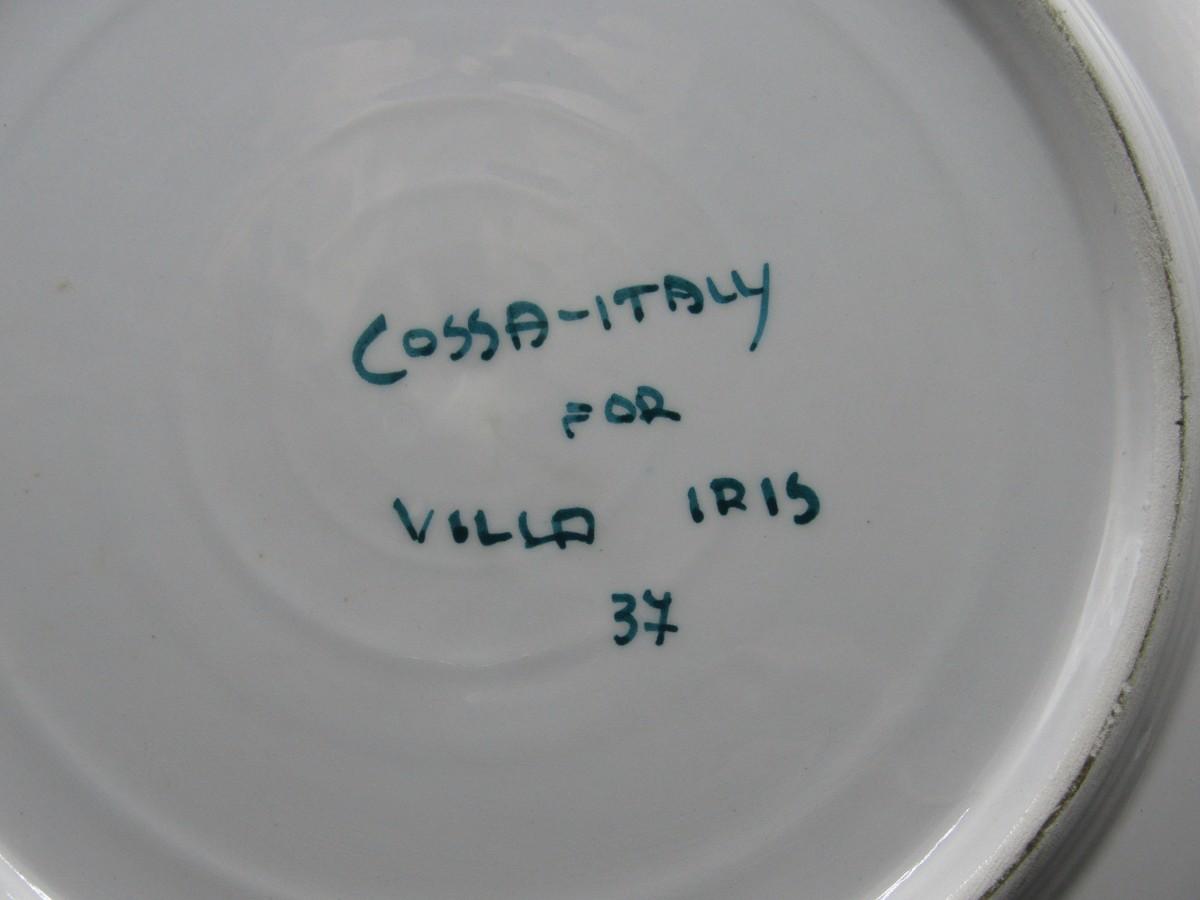 COSSA-ITALY
FOR
VILLA IRIS
37